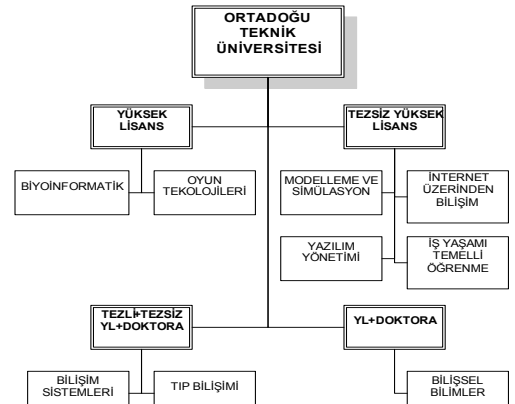 ORTADOĞU
TEKNİK
ÜNİVERSİTESİ
YÜKSEK
LİSANS
TEZSİZ YÜKSEK
LİSANS
BİYOİNFORMATİK
OYUN
TEKOLOJİLERİ
MODELLEME VE
SİMÜLASYON
İNTERNET
ÜZERİNDEN
BİLİŞİM
YAZILIM
YÖNETİMİ
İŞ YAŞAMI
TEMELLİ
ÖĞRENME
TEZLİ+TEZSİZ
YL+DOKTORA
YL+DOKTORA
BİLİŞİM
SİSTEMLERİ
TIP BİLİŞİMİ
BİLİŞSEL
BİLİMLER